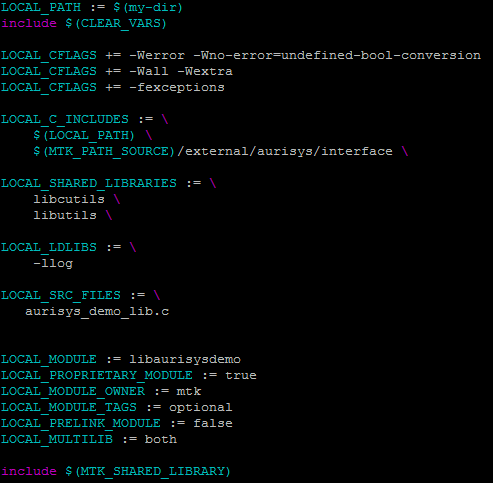 LOCAL_PATH := $(my-dir)
include $(CLEAR_VARS)

LOCAL_CFLAGS += -Werror -Wno-error=undefined-bool-conversion
LOCAL_CFLAGS += -Wall -Wextra
LOCAL_CFLAGS += -fexceptions

LOCAL_C_INCLUDES := \
    $(LOCAL_PATH) \
    $(MTK_PATH_SOURCE)/external/aurisys/interface \

LOCAL_SHARED_LIBRARIES := \
    libcutils \
    libutils \

LOCAL_LDLIBS := \
    -llog

LOCAL_SRC_FILES := \
   aurisys_demo_lib.c


LOCAL_MODULE := libaurisysdemo
LOCAL_PROPRIETARY_MODULE := true
LOCAL_MODULE_OWNER := mtk
LOCAL_MODULE_TAGS := optional
LOCAL_PRELINK_MODULE := false
LOCAL_MULTILIB := both

include $(MTK_SHARED_LIBRARY)